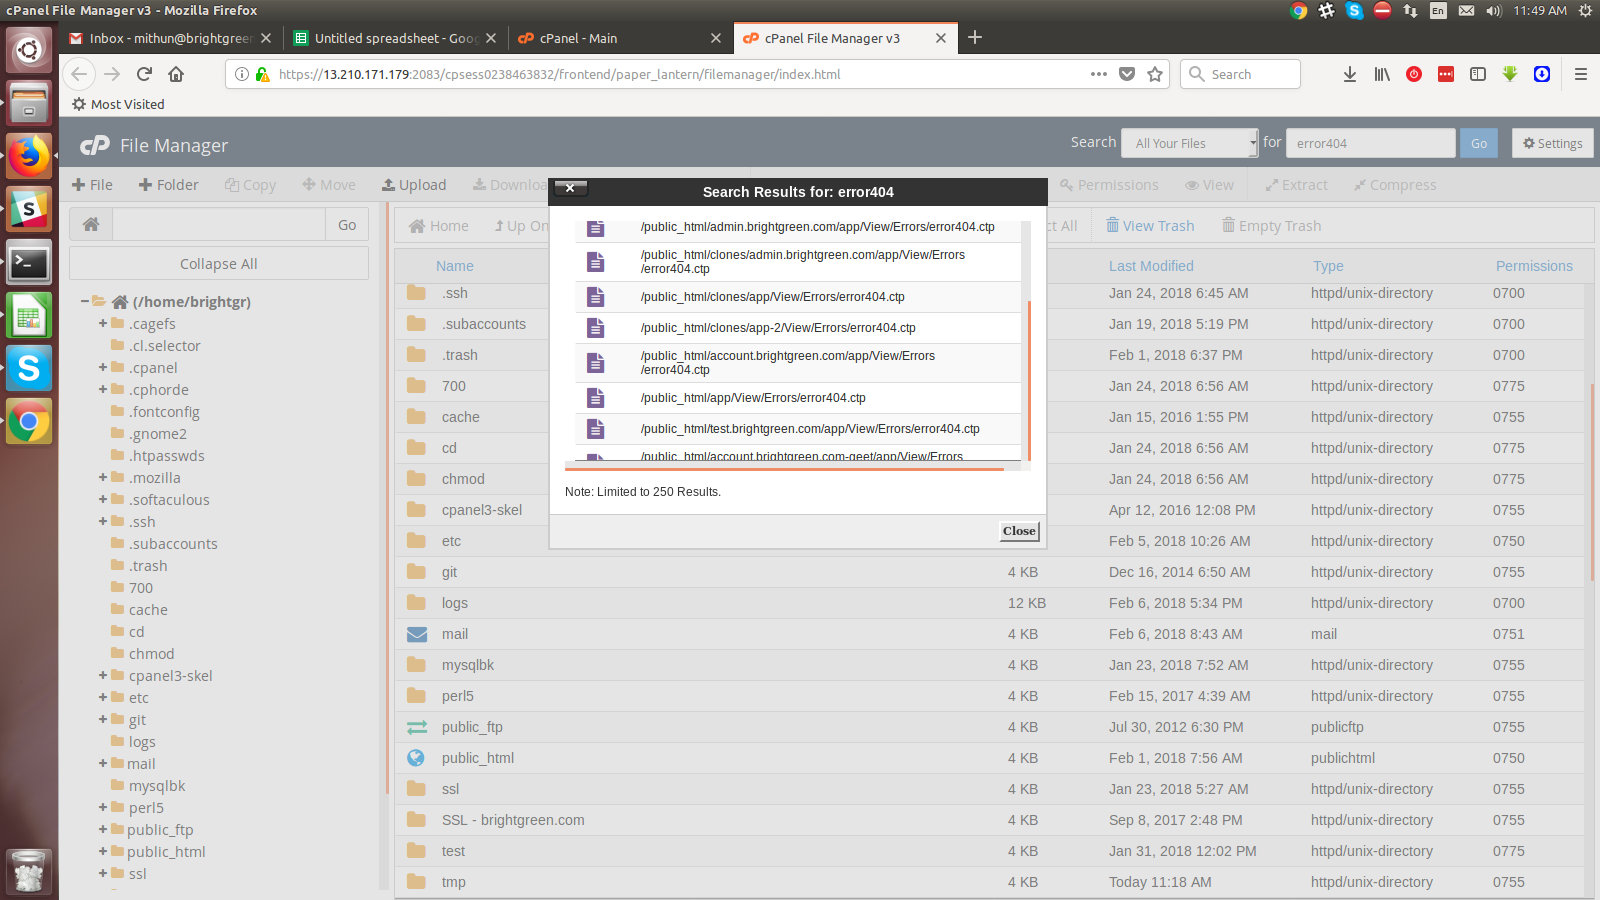 cPanel File Manager v3 - Mozilla Firefox
En
11:49 AM
Inbox - mithun@brightgreen
Untitled spreadsheet - Goog
cPanel - Main
cPanel File Manager v3
https://13.210.171.179:2083/cpsess0238463832/frontend/paper_lantern/filemanager/index.html
Search
Most Visited
cP File Manager
Search
All Your Files
for
error404
Go
Settings
File
Folder
Copy
Move
Upload
Downloa
Permissions
View
Extract
Compress
Go
Home
Up On
ct All
View Trash
Empty Trash
Collapse All
(/home/brightgr)
.cagefs
.cl.selector
.cpanel
.cphorde
.fontconfig
.gnome2
.htpasswds
.mozilla
.softaculous
.ssh
.subaccounts
.trash
700
cache
cd
chmod
cpanel3-skel
etc
git
logs
mail
mysqlbk
perl5
public_ftp
public_html
ssl
Name Last Modified Type Permissions
.ssh Jan 24, 2018 6:45 AM httpd/unix-directory 0700
.subaccounts Jan 19, 2018 5:19 PM httpd/unix-directory 0700
.trash Feb 1, 2018 6:37 PM httpd/unix-directory 0700
700 Jan 24, 2018 6:56 AM httpd/unix-directory 0775
cache Jan 15, 2016 1:55 PM httpd/unix-directory 0755
cd Jan 24, 2018 6:56 AM httpd/unix-directory 0775
chmod Jan 24, 2018 6:56 AM httpd/unix-directory 0775
cpanel3-skel Apr 12, 2016 12:08 PM httpd/unix-directory 0755
etc Feb 5, 2018 10:26 AM httpd/unix-directory 0750
git 4 KB Dec 16, 2014 6:50 AM httpd/unix-directory 0755
logs 12 KB Feb 6, 2018 5:34 PM httpd/unix-directory 0700
mail 4 KB Feb 6, 2018 8:43 AM mail 0751
mysqlbk 4 KB Jan 23, 2018 7:52 AM httpd/unix-directory 0755
perl5 4 KB Feb 15, 2017 4:39 AM httpd/unix-directory 0755
public_ftp 4 KB Jul 30, 2012 6:30 PM publicftp 0755
public_html 4 KB Feb 1, 2018 7:56 AM publichtml 0750
ssl 4 KB Jan 23, 2018 5:27 AM httpd/unix-directory 0755
SSL - brightgreen.com 4 KB Sep 8, 2017 2:48 PM httpd/unix-directory 0755
test 4 KB Jan 31, 2018 12:02 PM httpd/unix-directory 0775
tmp 4 KB Today 11:18 AM httpd/unix-directory 0755
Search Results for: error404
/public_html/admin.brightgreen.com/app/View/Errors/error404.ctp
/public_html/clones/admin.brightgreen.com/app/View/Errors
/error404.ctp
/public_html/clones/app/View/Errors/error404.ctp
/public_html/clones/app-2/View/Errors/error404.ctp
/public_html/account.brightgreen.com/app/View/Errors
/error404.ctp
/public_html/app/View/Errors/error404.ctp
/public_html/test.brightgreen.com/app/View/Errors/error404.ctp
/public_html/account.brightgreen.com-geet/app/View/Errors
Note: Limited to 250 Results.
Close